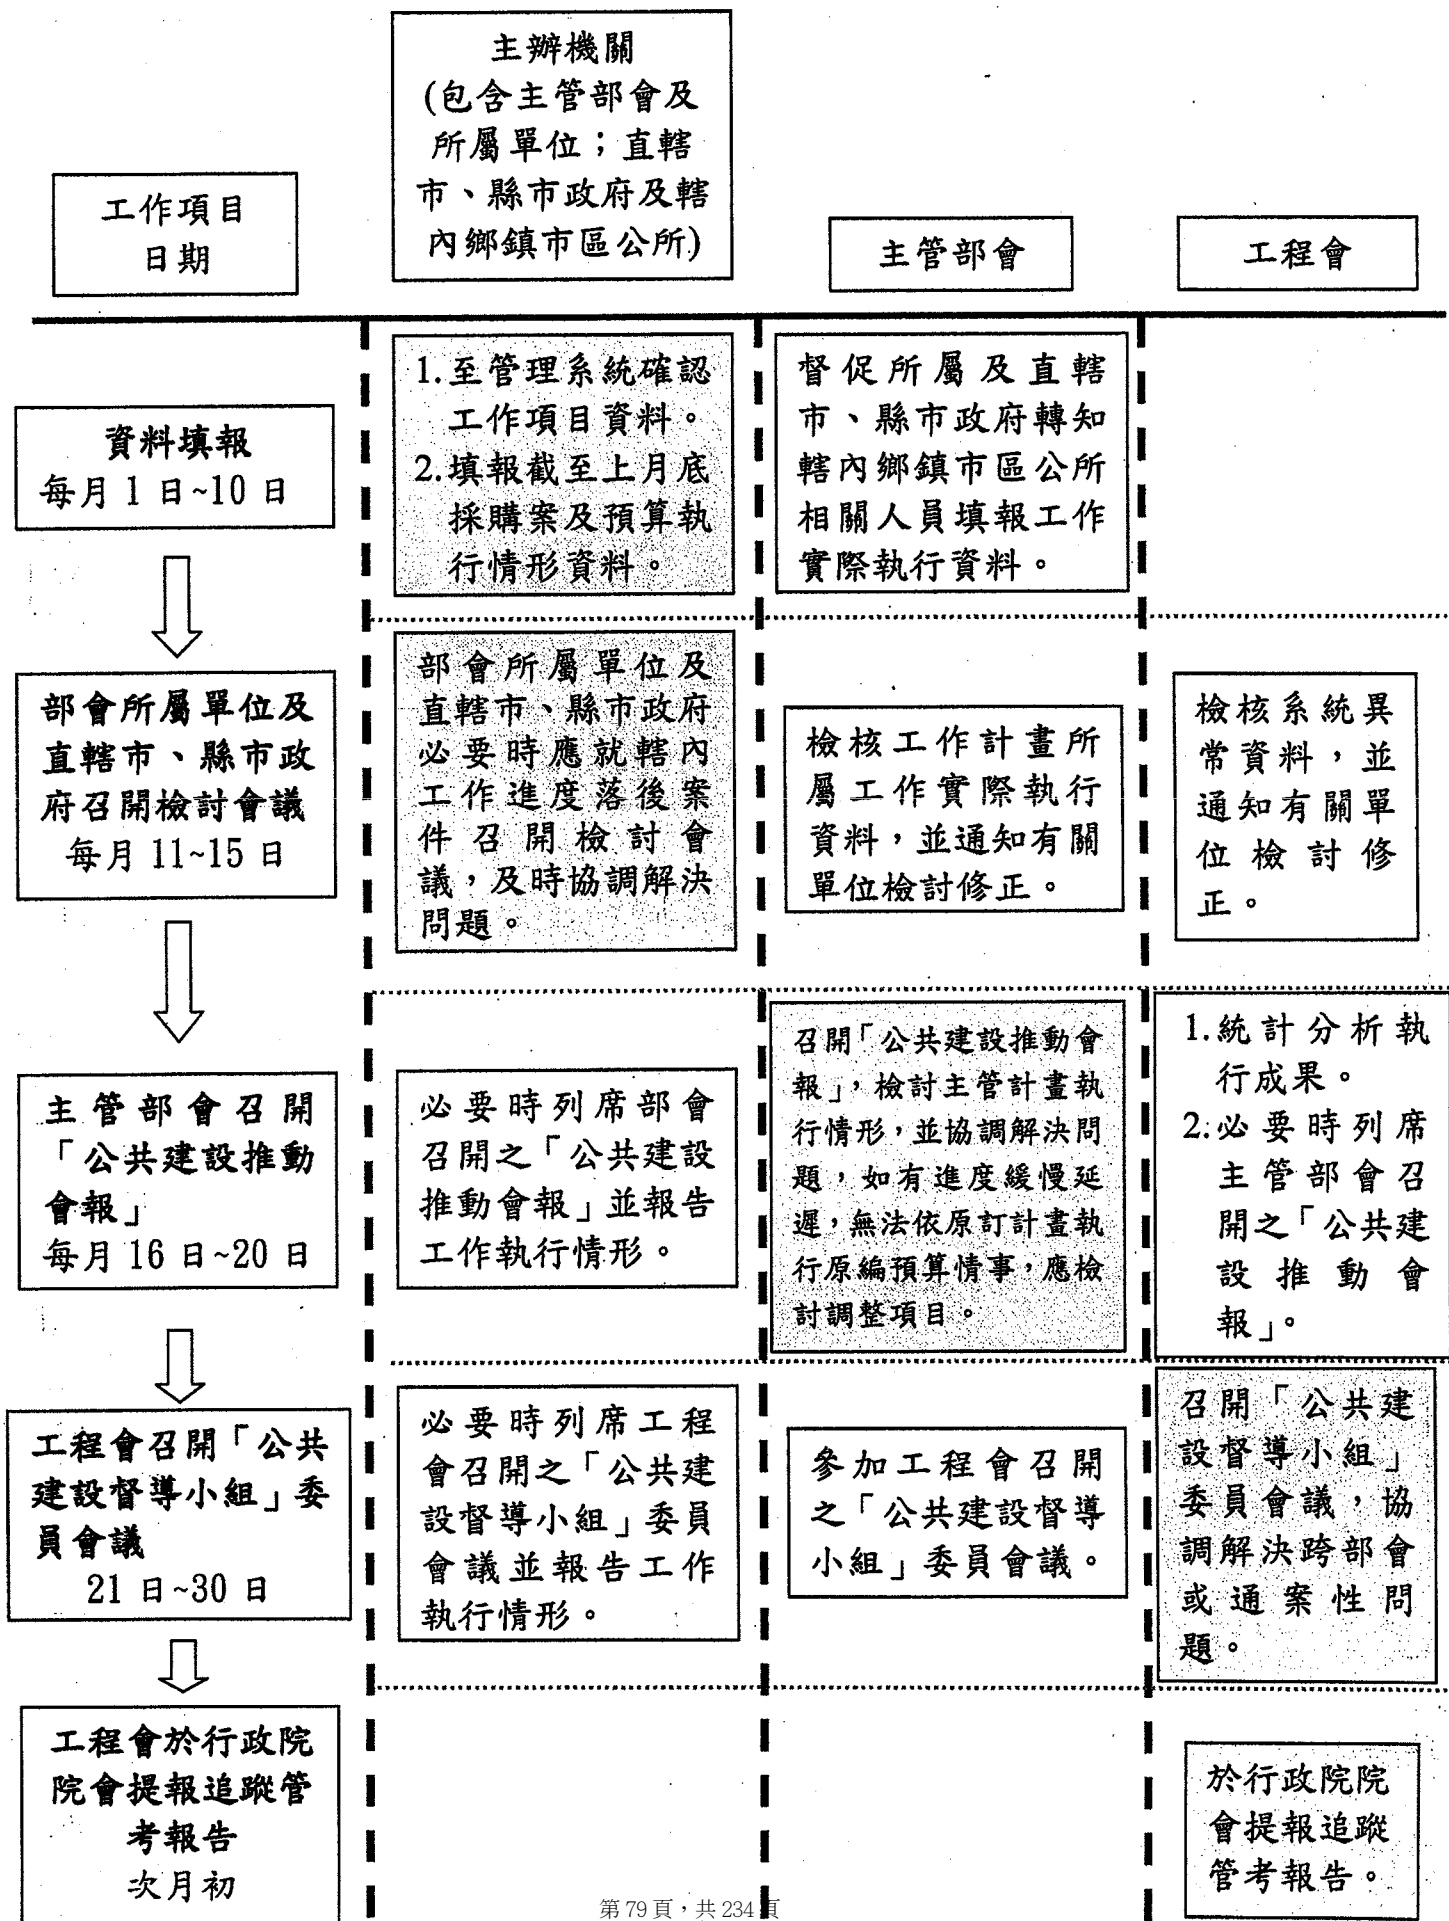 主辦機關
(包含主管部會及
所屬單位；直轄
市、縣市政府及轄
內鄉鎮市區公所)
工作項目
日期
主管部會
工程會
資料填報
每月 1 日~10 日
1.至管理系統確認
工作項目資料。
2.填報截至上月底
採購案及預算執
行情形資料。
督促所屬及直轄
市、縣市政府轉知
轄內鄉鎮市區公所
相關人員填報工作
實際執行資料。
部會所屬單位及
直轄市、縣市政
府召開檢討會議
每月 11~15 日
部會所屬單位及
直轄市、縣市政府
必要時應就轄內
工作進度落後案
件召開檢討會
議，及時協調解決
問題。
檢核工作計畫所
屬工作實際執行
資料，並通知有關
單位檢討修正。
檢核系統異
常資料，並
通知有關單
位檢討修
正。
主管部會召開
「公共建設推動
會報」
每月 16 日~20 日
必要時列席部會
召開之「公共建設
推動會報」並報告
工作執行情形。
召開「公共建設推動會
報」，檢討主管計畫執
行情形，並協調解決問
題，如有進度緩慢延
遲，無法依原訂計畫執
行原編預算情事，應檢
討調整項目。
1.統計分析執
行成果。
2.必要時列席
主管部會召
開之「公共建
設推動會
報」。
工程會召開「公共
建設督導小組」委
員會議
21 日~30 日
必要時列席工程
會召開之「公共建
設督導小組」委員
會議並報告工作
執行情形。
參加工程會召開
之「公共建設督導
小組」委員會議。
召開「公共建
設督導小組」
委員會議，協
調解決跨部會
或通案性問
題。
工程會於行政院
院會提報追蹤管
考報告
次月初
於行政院院
會提報追蹤
管考報告。
第 79 頁，共 234 頁